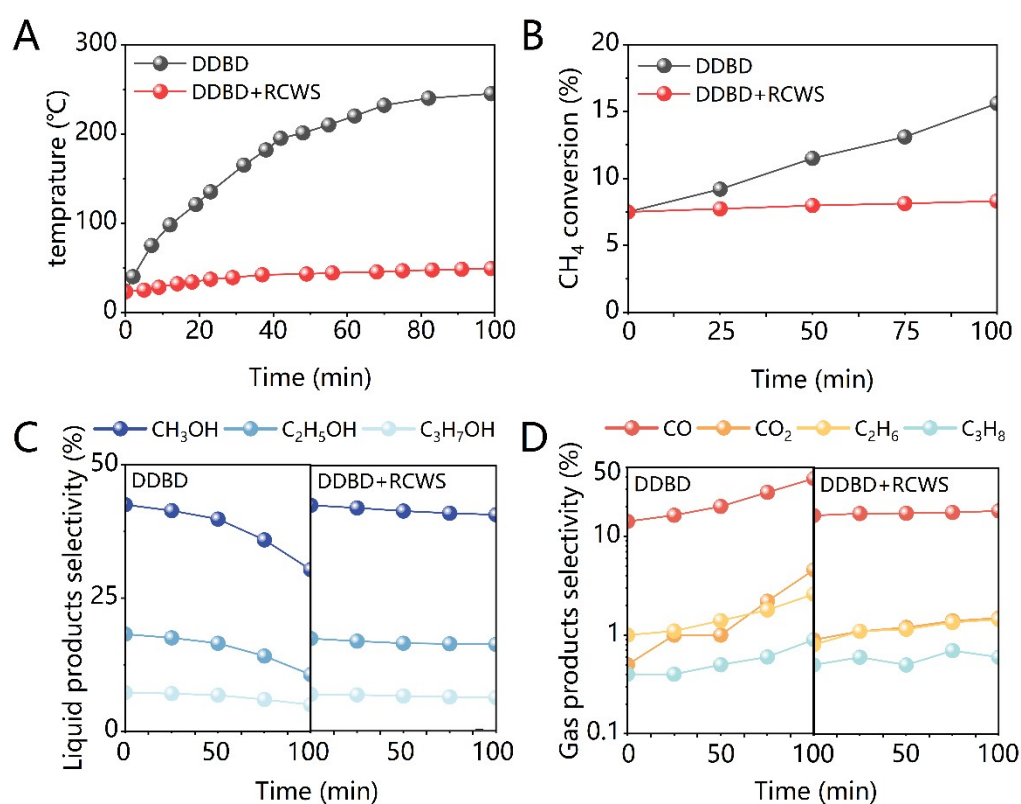 A
temprature (℃)
300
200
100
0
DDBD
DDBD+RCWS
0 20 40 60 80 100
Time (min)
B
CH₄ conversion (%)
20
15
10
5
0
DDBD
DDBD+RCWS
0 25 50 75 100
Time (min)
C
CH₃OH C₂H₅OH C₃H₇OH
Liquid products selectivity (%)
50
25
0
DDBD DDBD+RCWS
0 50 100 50 100
Time (min)
D
CO CO₂ C₂H₆ C₃H₈
Gas products selectivity (%)
50
10
1
0.1
DDBD DDBD+RCWS
0 50 100 50 100
Time (min)